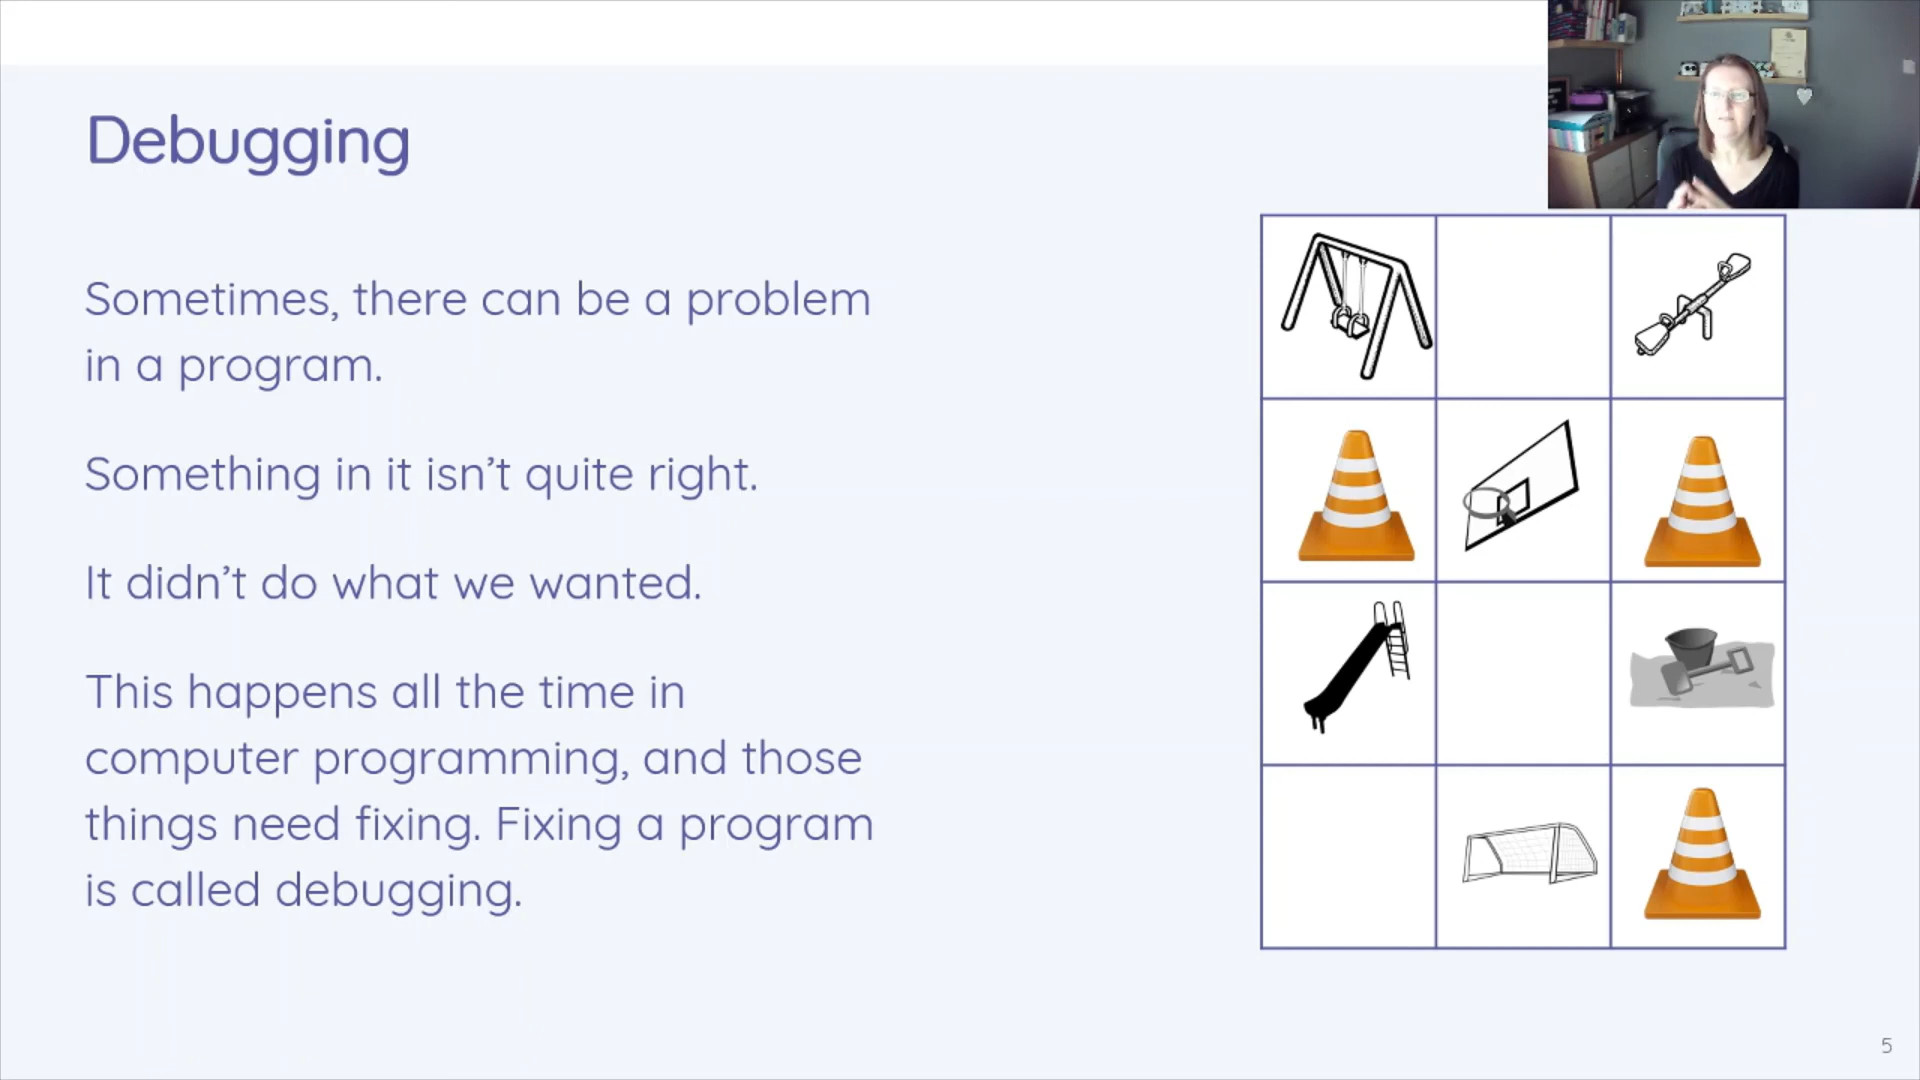 Debugging
Sometimes, there can be a problem
in a program.
Something in it isn’t quite right.
It didn’t do what we wanted.
This happens all the time in
computer programming, and those
things need fixing. Fixing a program
is called debugging.
5